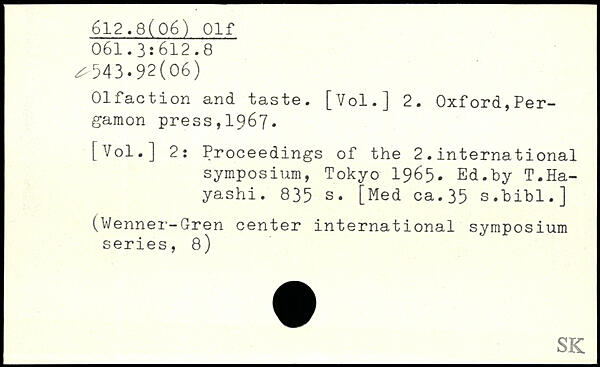 612.8(06) Olf
061.3:612.8
543.92(06)
Olfaction and taste. [Vol.] 2. Oxford,Per-
gamon press,1967.
[Vol.] 2: Proceedings of the 2.international
symposium, Tokyo 1965. Ed.by T.Ha-
yashi. 835 s. [Med ca.35 s.bibl.]
(Wenner-Gren center international symposium
series, 8)
SK